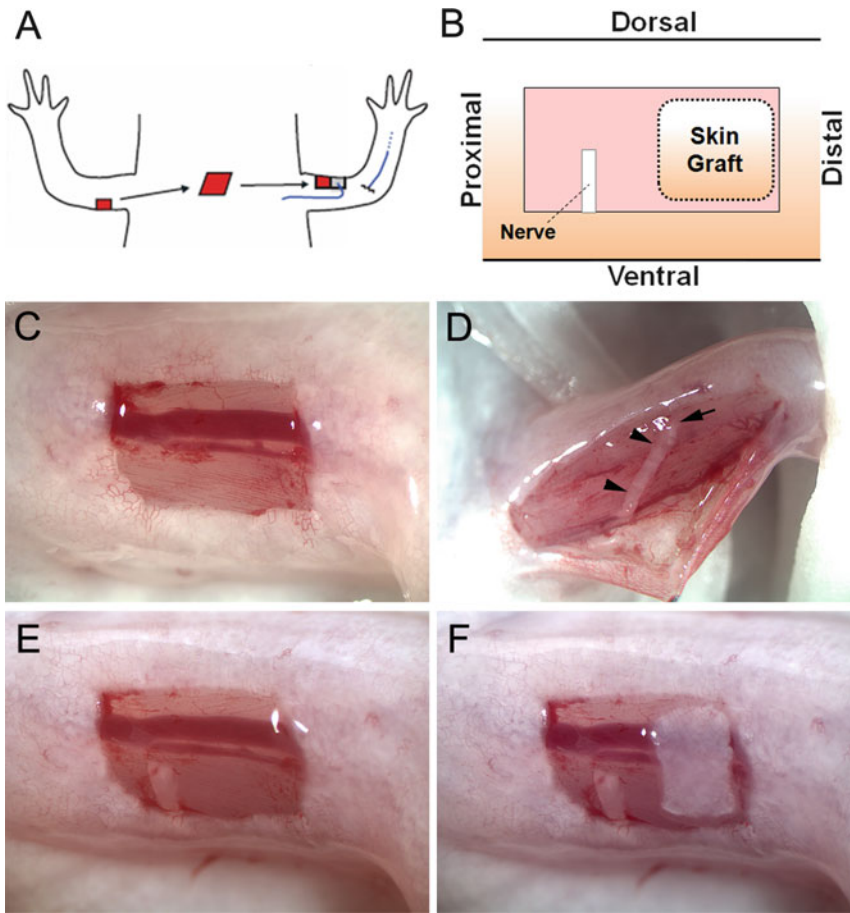 A
B
Dorsal
Proximal
Skin
Graft
Distal
Nerve
Ventral
C
D
E
F